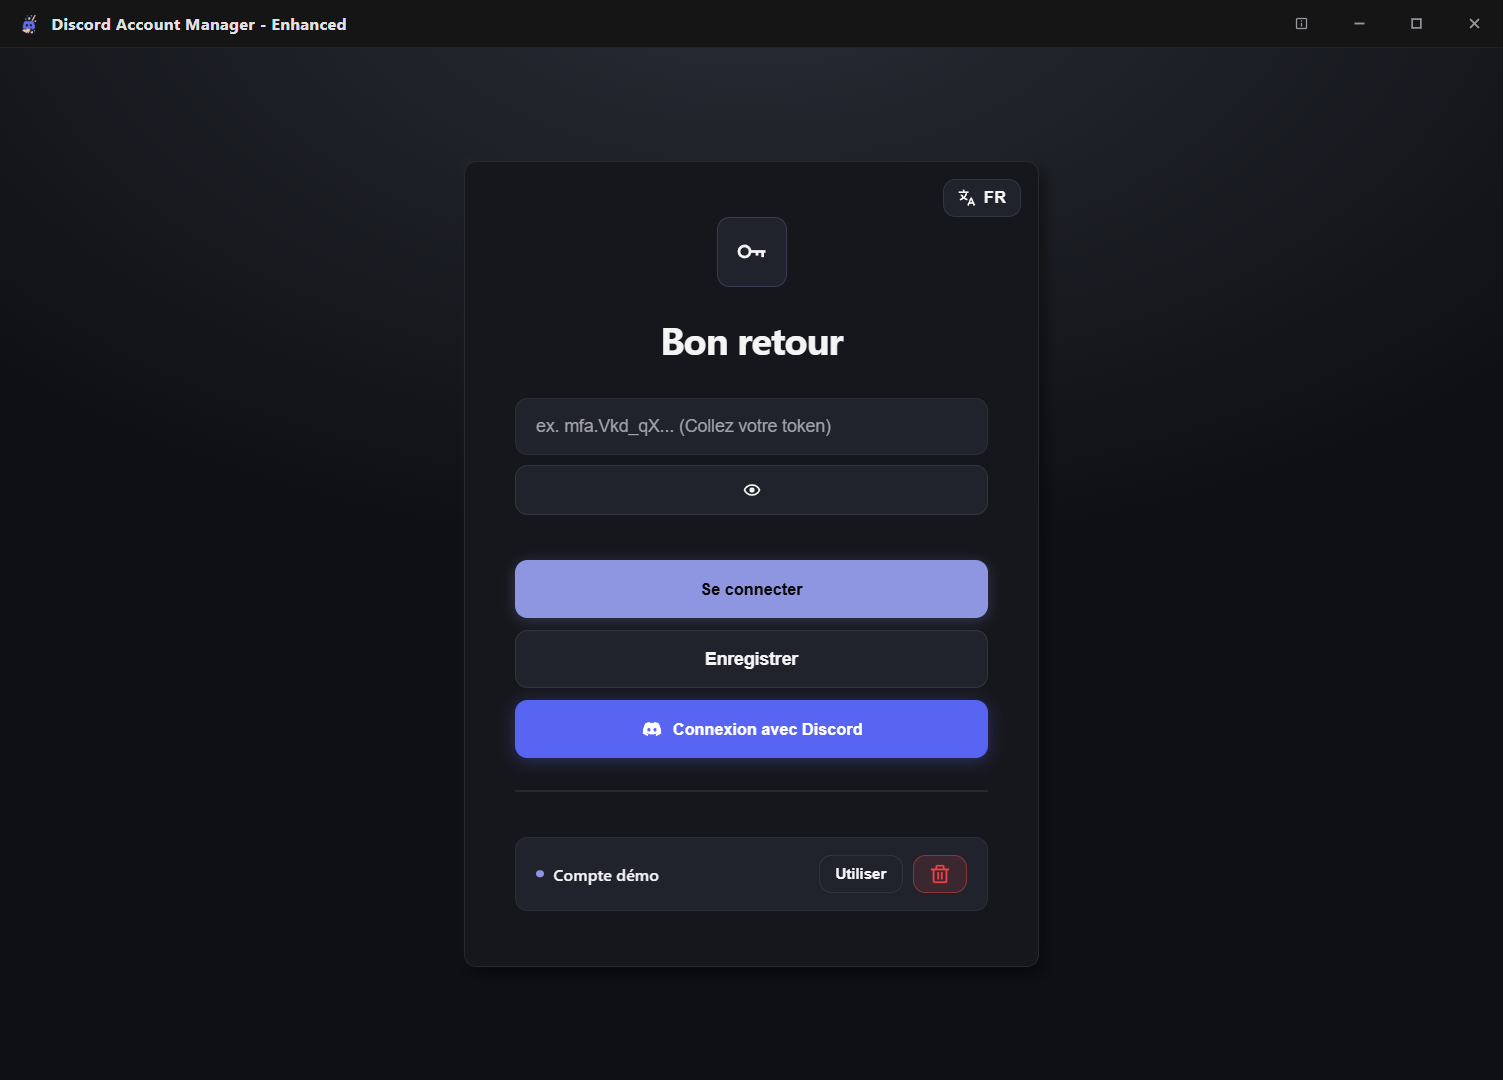 Discord Account Manager - Enhanced
FR
Bon retour
ex. mfa.Vkd_qX... (Collez votre token)
Se connecter
Enregistrer
Connexion avec Discord
Compte démo
Utiliser